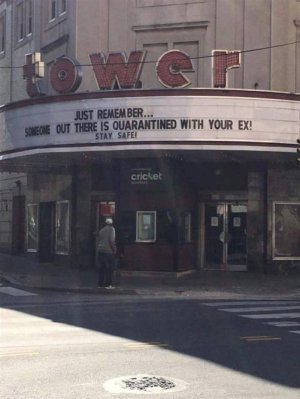 tower
JUST REMEMBER...
SOMEONE OUT THERE IS QUARANTINED WITH YOUR EX!
STAY SAFE!
cricket